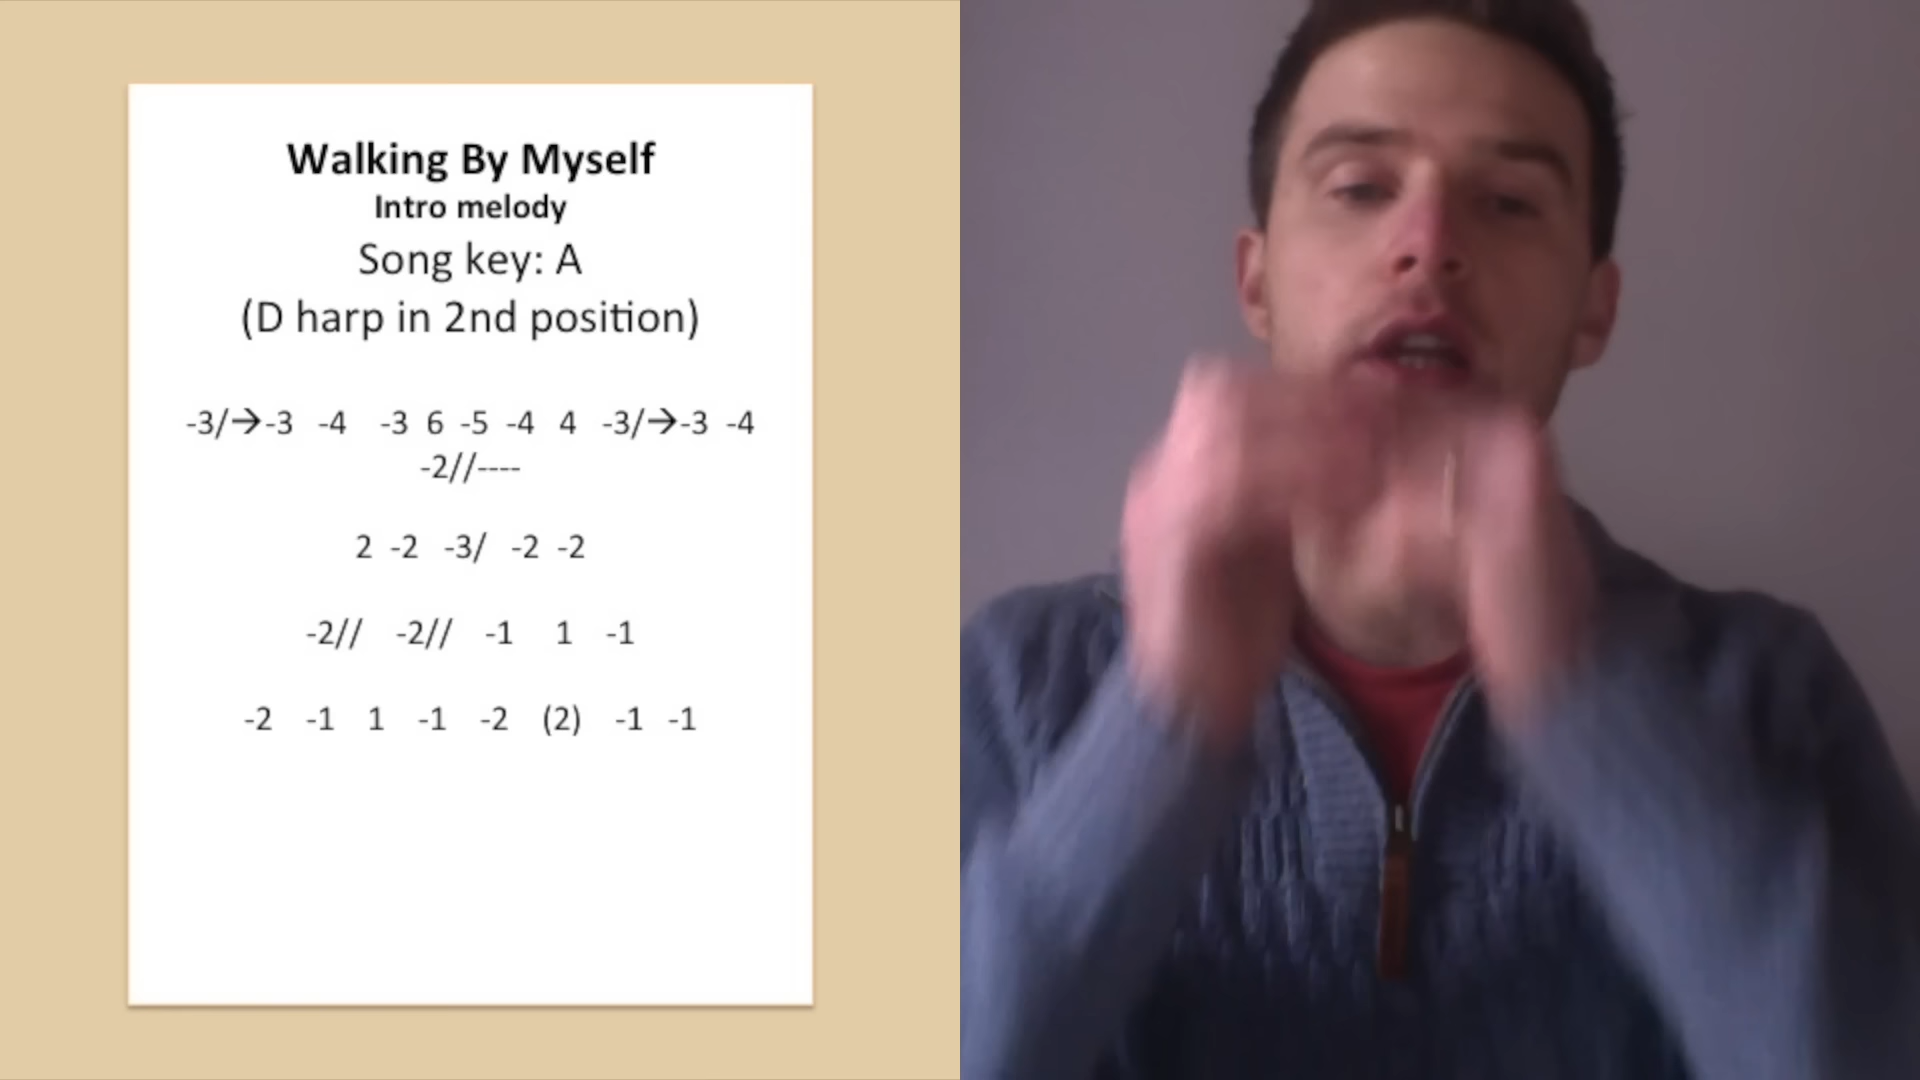 Walking By Myself
Intro melody
Song key: A
(D harp in 2nd position)
-3/→-3 -4 -3 6 -5 -4 4 -3/→-3 -4
-2//----
2 -2 -3/ -2 -2
-2// -2// -1 1 -1
-2 -1 1 -1 -2 (2) -1 -1